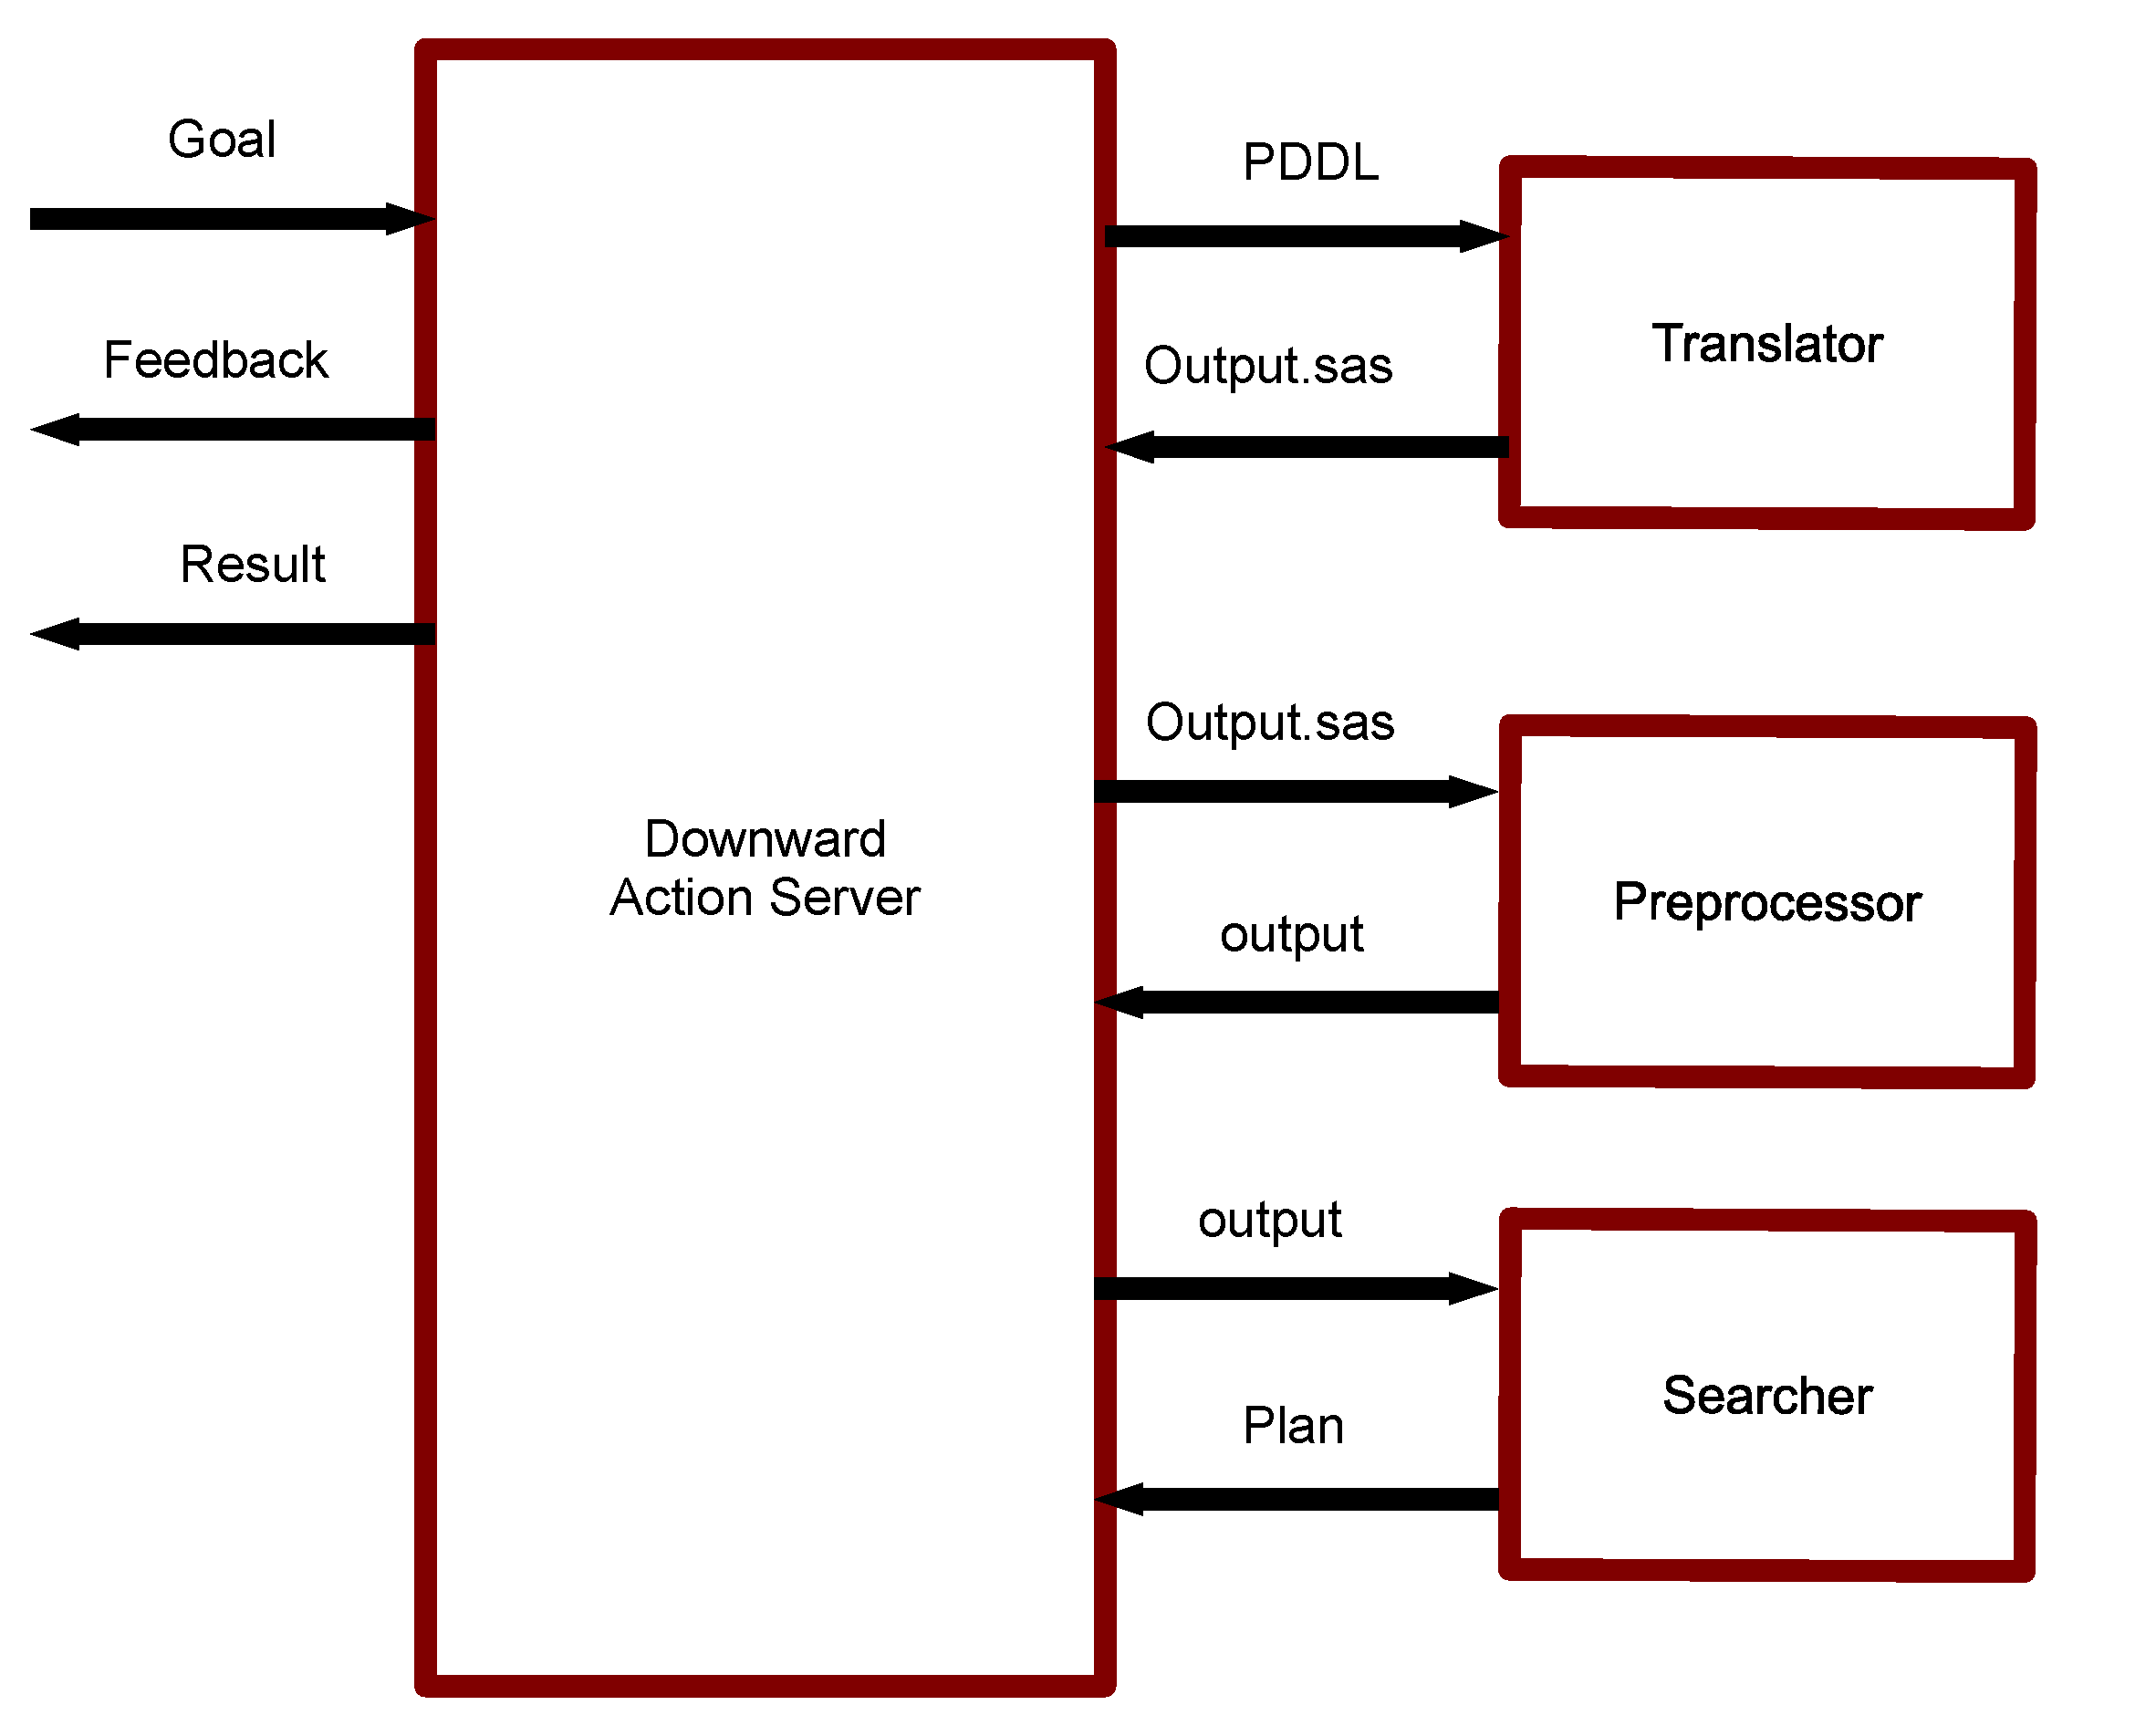 Goal
Feedback
Result
Downward
Action Server
PDDL
Output.sas
Translator
Output.sas
output
Preprocessor
output
Plan
Searcher